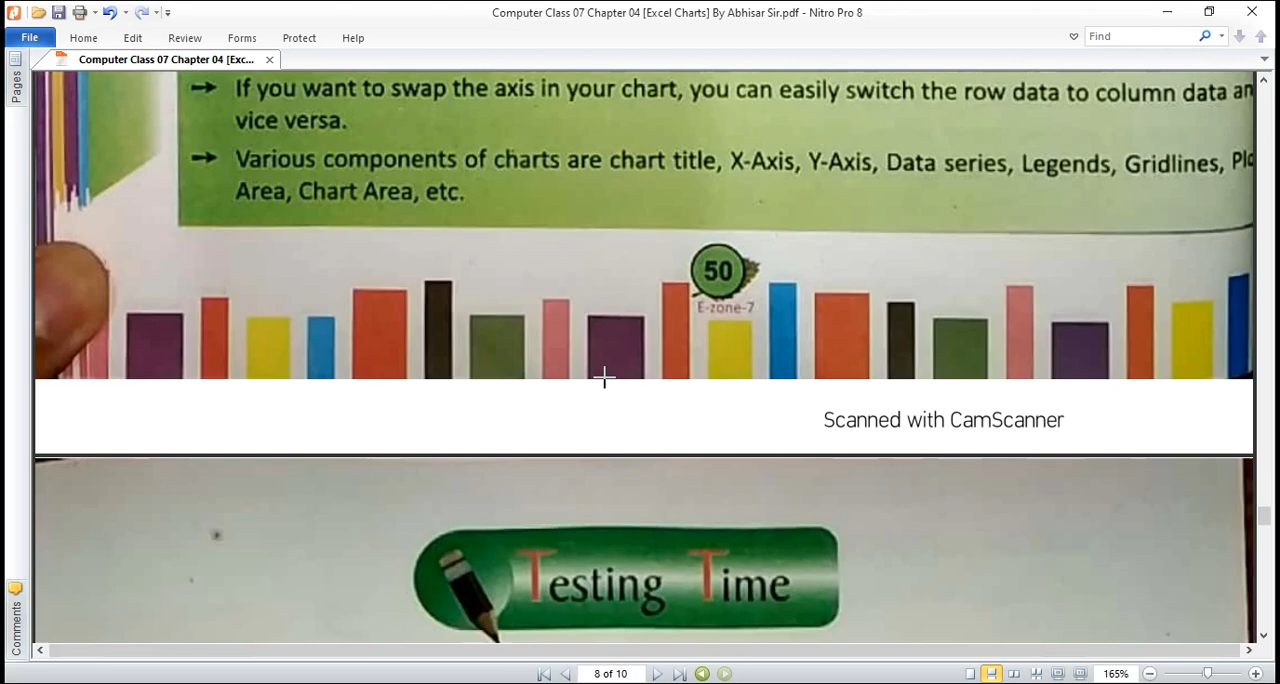 Computer Class 07 Chapter 04 [Excel Charts] By Abhisar Sir.pdf - Nitro Pro 8
File Home Edit Review Forms Protect Help
Find
Computer Class 07 Chapter 04 [Exc...
Pages
→ If you want to swap the axis in your chart, you can easily switch the row data to column data an
vice versa.
→ Various components of charts are chart title, X-Axis, Y-Axis, Data series, Legends, Gridlines, Plo
Area, Chart Area, etc.
50
E-zone-7
Scanned with CamScanner
Testing Time
Comments
8 of 10
165%